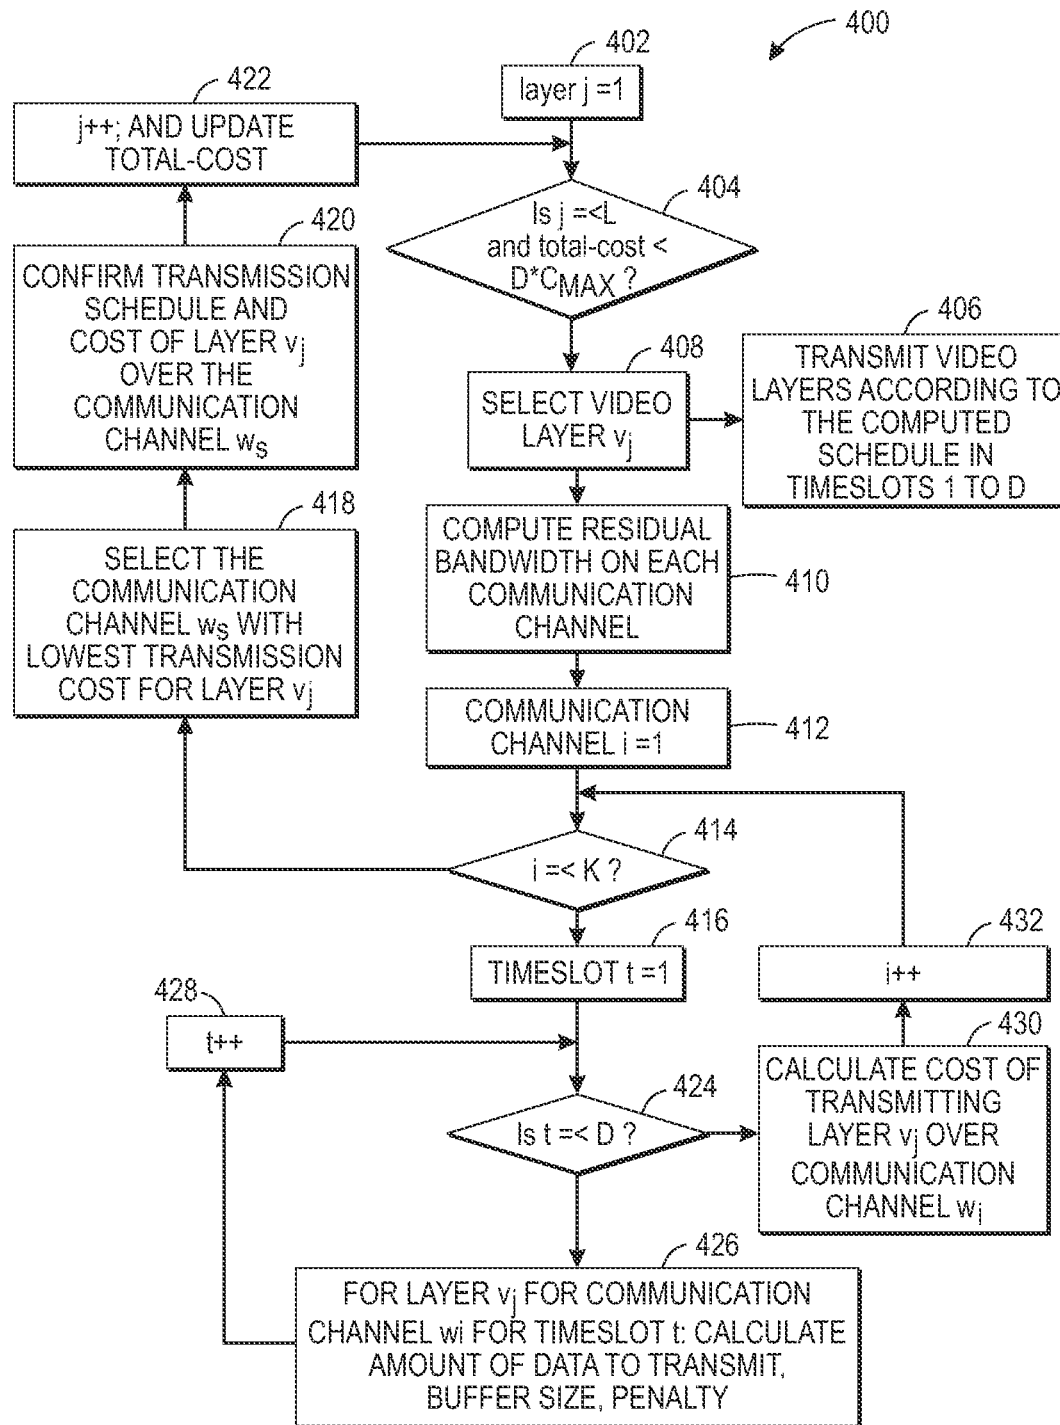 400
402
layer j =1
422
j++; AND UPDATE
TOTAL-COST
404
Is j =<L
and total-cost <
D*CMAX ?
420
CONFIRM TRANSMISSION
SCHEDULE AND
COST OF LAYER vj
OVER THE
COMMUNICATION
CHANNEL ws
406
TRANSMIT VIDEO
LAYERS ACCORDING TO
THE COMPUTED
SCHEDULE IN
TIMESLOTS 1 TO D
408
SELECT VIDEO
LAYER vj
418
SELECT THE
COMMUNICATION
CHANNEL ws WITH
LOWEST TRANSMISSION
COST FOR LAYER vj
COMPUTE RESIDUAL
BANDWIDTH ON EACH
COMMUNICATION
CHANNEL
410
COMMUNICATION
CHANNEL i =1
412
414
i =< K ?
416
TIMESLOT t =1
432
i++
428
t++
430
CALCULATE COST OF
TRANSMITTING
LAYER vj OVER
COMMUNICATION
CHANNEL wi
424
Is t =< D ?
426
FOR LAYER vj FOR COMMUNICATION
CHANNEL wi FOR TIMESLOT t: CALCULATE
AMOUNT OF DATA TO TRANSMIT,
BUFFER SIZE, PENALTY